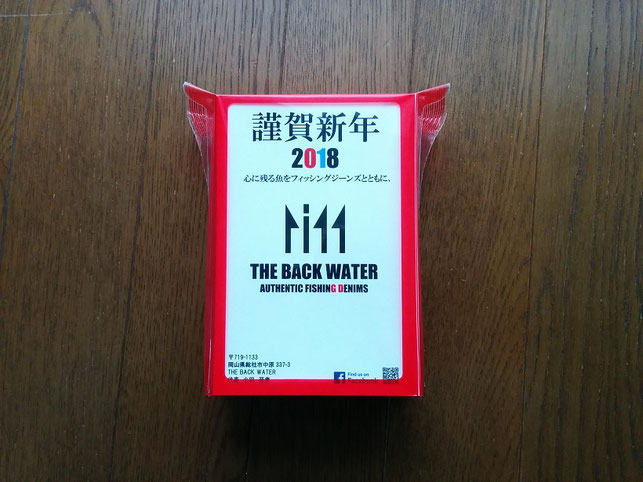 謹賀新年
2018
心に残る魚をフィッシングジーンズとともに、
THE BACK WATER
AUTHENTIC FISHING DENIMS
〒719-1133
岡山県総社市中原 337-3
THE BACK WATER
Find us on
Facebook